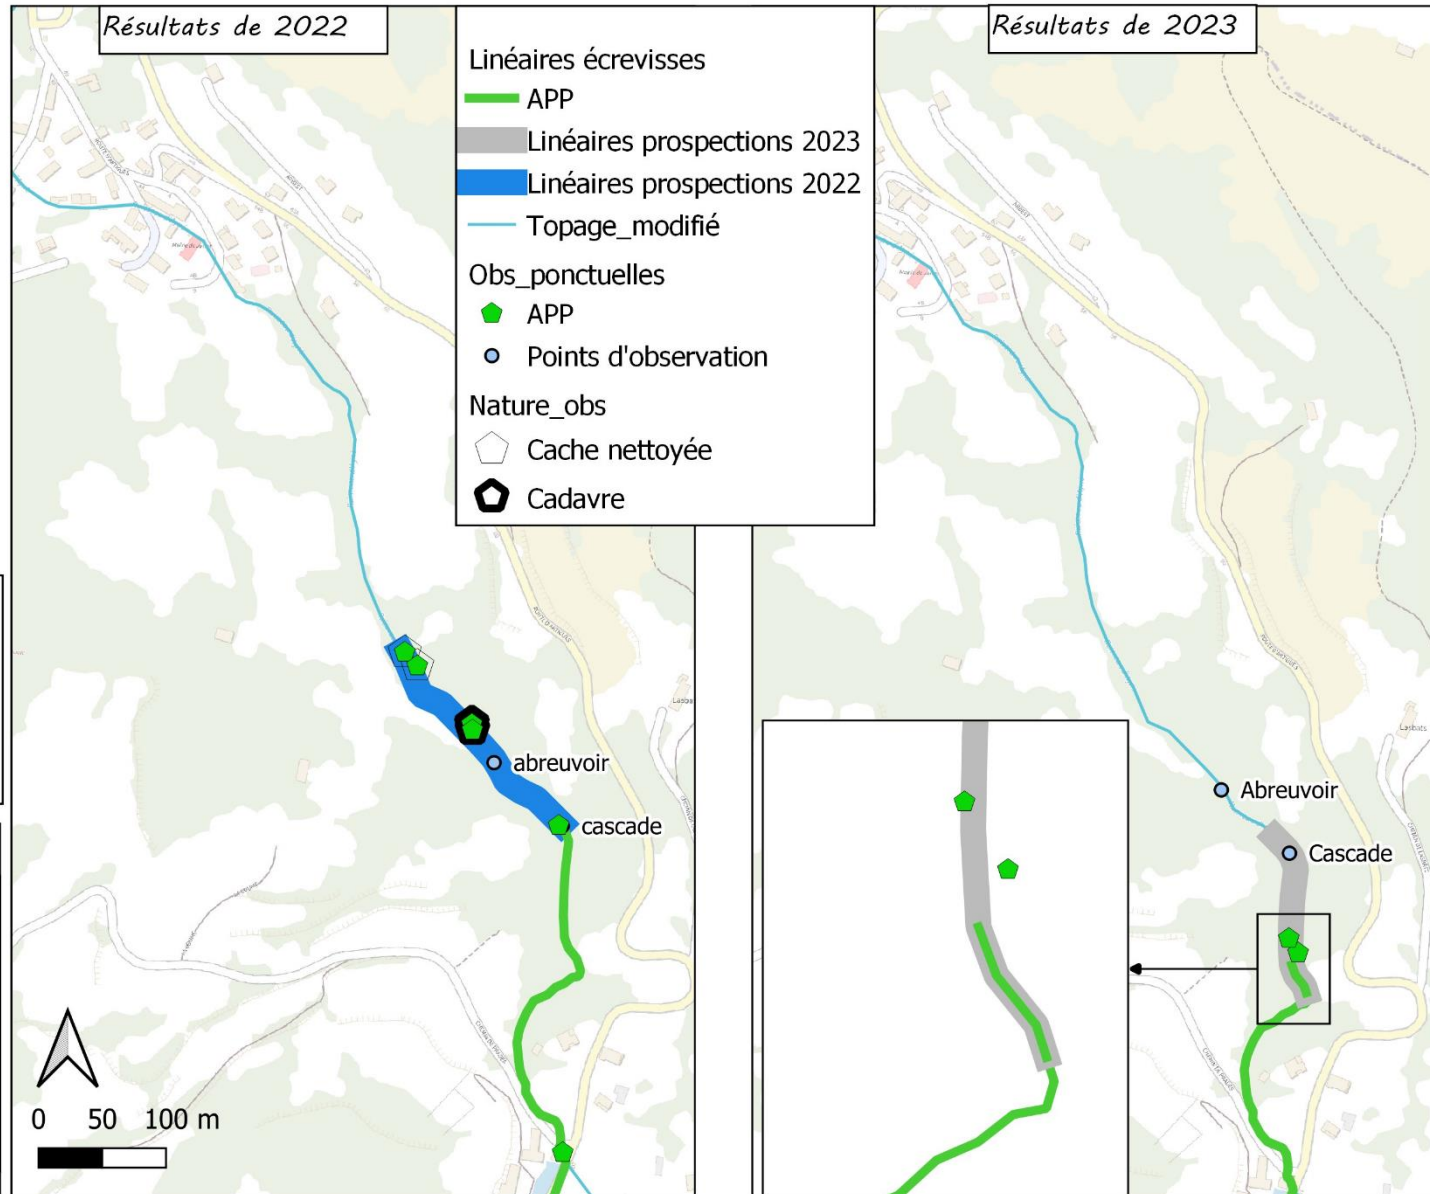 Résultats de 2022
Linéaires écrevisses
APP
Linéaires prospections 2023
Linéaires prospections 2022
Topage_modifié
Obs_ponctuelles
APP
Points d'observation
Nature_obs
Cache nettoyée
Cadavre
Résultats de 2023
abreuvoir
cascade
0 50 100 m
Abreuvoir
Cascade
Lasbats